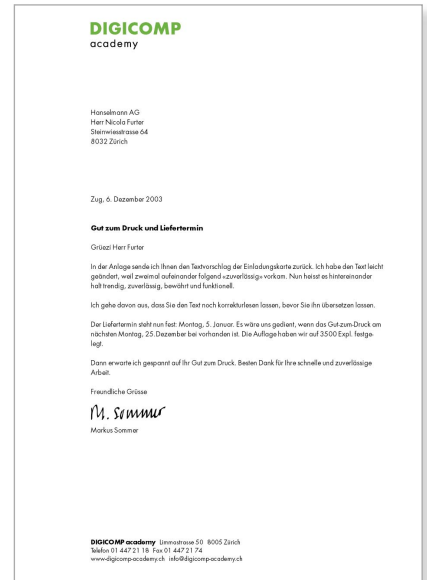 DIGICOMP
academy
Hanselmann AG
Herr Nicola Furter
Steinwiesstrasse 64
8032 Zürich
Zug, 6. Dezember 2003
Gut zum Druck und Liefertermin
Grüezi Herr Furter
In der Anlage sende ich Ihnen den Textvorschlag der Einladungskarte zurück. Ich habe den Text leicht
geändert, weil zweimal aufeinander folgend «zuverlässig» vorkam. Nun heisst es hintereinander
halt trendig, zuverlässig, bewährt und funktionell.
Ich gehe davon aus, dass Sie den Text noch korrekturlesen lassen, bevor Sie ihn übersetzen lassen.
Der Liefertermin steht nun fest: Montag, 5. Januar. Es wäre uns gedient, wenn das Gut-zum-Druck am
nächsten Montag, 25.Dezember bei vorhanden ist. Die Auflage haben wir auf 3500 Expl. festge-
legt.
Dann erwarte ich gespannt auf Ihr Gut zum Druck. Besten Dank für Ihre schnelle und zuverlässige
Arbeit.
Freundliche Grüsse
M. Sommer
Markus Sommer
DIGICOMP academy Limmatstrasse 50 8005 Zürich
Telefon 01 447 21 18 Fax 01 447 21 74
www-digicomp-academy.ch info@digicomp-academy.ch